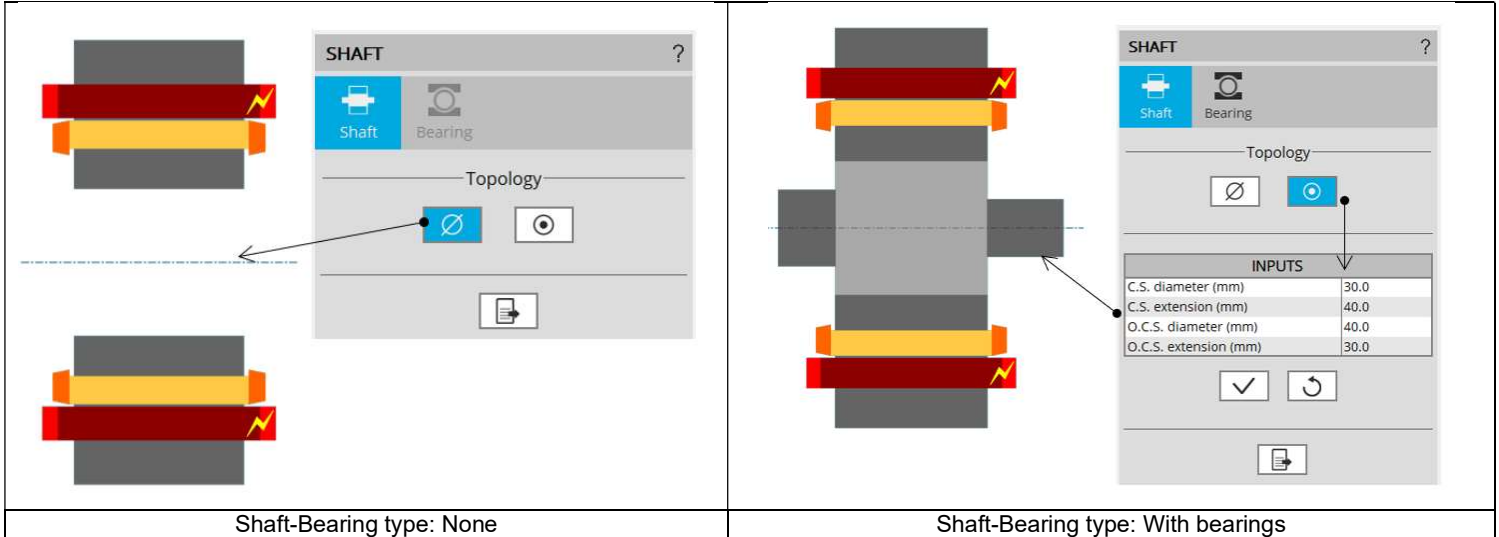 SHAFT ?
Shaft Bearing
Topology
Shaft-Bearing type: None
SHAFT ?
Shaft Bearing
Topology
INPUTS
C.S. diameter (mm) 30.0
C.S. extension (mm) 40.0
O.C.S. diameter (mm) 40.0
O.C.S. extension (mm) 30.0
Shaft-Bearing type: With bearings